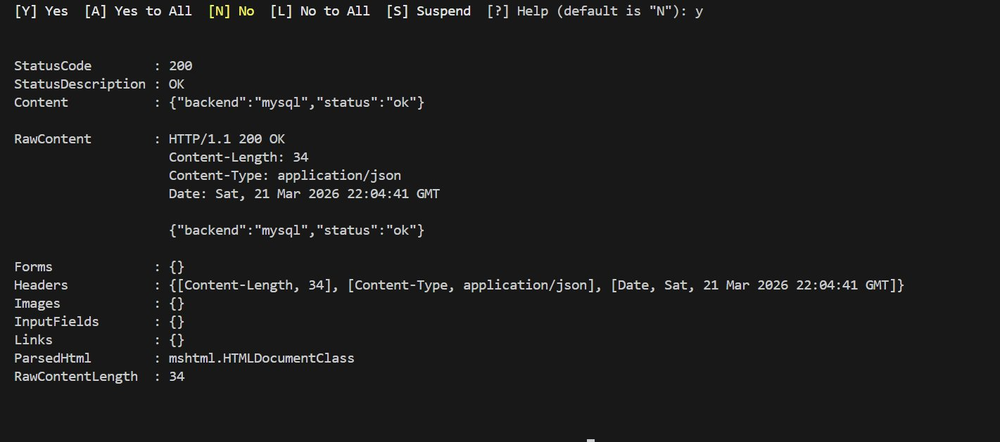 [Y] Yes  [A] Yes to All  [N] No  [L] No to All  [S] Suspend  [?] Help (default is "N"): y
StatusCode        : 200
StatusDescription : OK
Content           : {"backend":"mysql","status":"ok"}
RawContent        : HTTP/1.1 200 OK
                    Content-Length: 34
                    Content-Type: application/json
                    Date: Sat, 21 Mar 2026 22:04:41 GMT
                    {"backend":"mysql","status":"ok"}
Forms             : {}
Headers           : {[Content-Length, 34], [Content-Type, application/json], [Date, Sat, 21 Mar 2026 22:04:41 GMT]}
Images            : {}
InputFields       : {}
Links             : {}
ParsedHtml        : mshtml.HTMLDocumentClass
RawContentLength  : 34